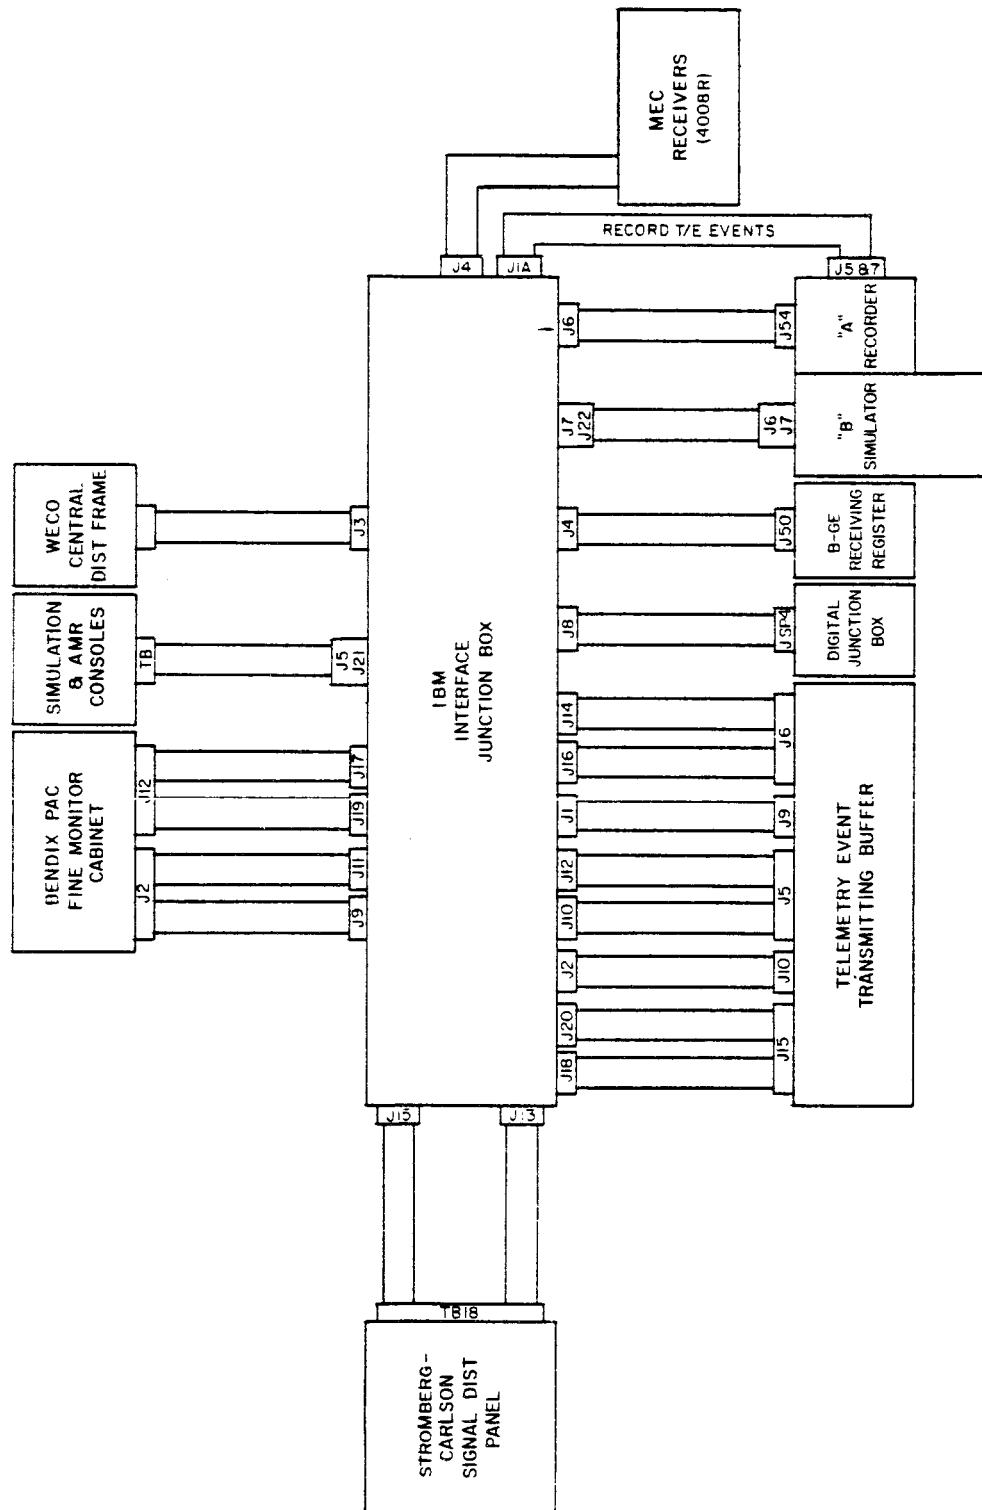 MEC
RECEIVERS
(4008R)
RECORD T/E EVENTS
J4
J1A
J5 & 7
J6
J54
"A"
RECORDER
J7
J22
J6
J7
"B"
SIMULATOR
WECO
CENTRAL
DIST FRAME
J3
J4
J50
B-GE
RECEIVING
REGISTER
SIMULATION
& AMR
CONSOLES
TB
J5
J21
J8
JSP4
DIGITAL
JUNCTION
BOX
IBM
INTERFACE
JUNCTION BOX
BENDIX PAC
FINE MONITOR
CABINET
J12
J2
J17
J19
J11
J9
J14
J16
J1
J12
J10
J2
J20
J18
J6
J9
J5
J10
J15
TELEMETRY EVENT
TRANSMITTING BUFFER
J15
J13
TB18
STROMBERG-
CARLSON
SIGNAL DIST
PANEL